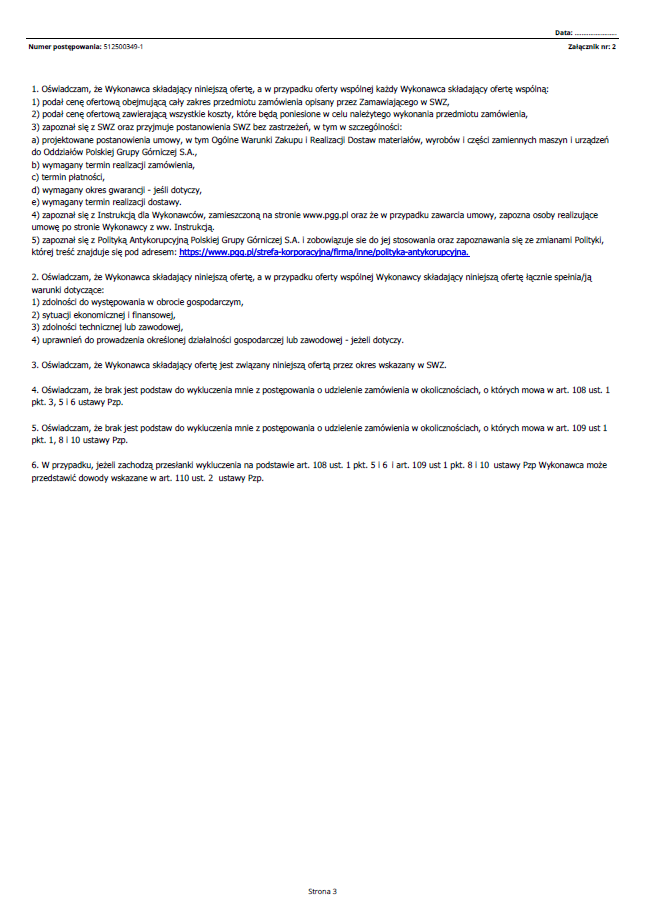 Data: ......................
Numer postępowania: 512500349-1 Załącznik nr: 2
1. Oświadczam, że Wykonawca składający niniejszą ofertę, a w przypadku oferty wspólnej każdy Wykonawca składający ofertę wspólną:
1) podał cenę ofertową obejmującą cały zakres przedmiotu zamówienia opisany przez Zamawiającego w SWZ,
2) podał cenę ofertową zawierającą wszystkie koszty, które będą poniesione w celu należytego wykonania przedmiotu zamówienia,
3) zapoznał się z SWZ oraz przyjmuje postanowienia SWZ bez zastrzeżeń, w tym w szczególności:
a) projektowane postanowienia umowy, w tym Ogólne Warunki Zakupu i Realizacji Dostaw materiałów, wyrobów i części zamiennych maszyn i urządzeń
do Oddziałów Polskiej Grupy Górniczej S.A.,
b) wymagany termin realizacji zamówienia,
c) termin płatności,
d) wymagany okres gwarancji - jeśli dotyczy,
e) wymagany termin realizacji dostawy.
4) zapoznał się z Instrukcją dla Wykonawców, zamieszczoną na stronie www.pgg.pl oraz że w przypadku zawarcia umowy, zapozna osoby realizujące
umowę po stronie Wykonawcy z ww. Instrukcją.
5) zapoznał się z Polityką Antykorupcyjną Polskiej Grupy Górniczej S.A. i zobowiązuje sie do jej stosowania oraz zapoznawania się ze zmianami Polityki,
której treść znajduje się pod adresem: https://www.pgg.pl/strefa-korporacyjna/firma/inne/polityka-antykorupcyjna.
2. Oświadczam, że Wykonawca składający niniejszą ofertę, a w przypadku oferty wspólnej Wykonawcy składający niniejszą ofertę łącznie spełnia/ją
warunki dotyczące:
1) zdolności do występowania w obrocie gospodarczym,
2) sytuacji ekonomicznej i finansowej,
3) zdolności technicznej lub zawodowej,
4) uprawnień do prowadzenia określonej działalności gospodarczej lub zawodowej - jeżeli dotyczy.
3. Oświadczam, że Wykonawca składający ofertę jest związany niniejszą ofertą przez okres wskazany w SWZ.
4. Oświadczam, że brak jest podstaw do wykluczenia mnie z postępowania o udzielenie zamówienia w okolicznościach, o których mowa w art. 108 ust. 1
pkt. 3, 5 i 6 ustawy Pzp.
5. Oświadczam, że brak jest podstaw do wykluczenia mnie z postępowania o udzielenie zamówienia w okolicznościach, o których mowa w art. 109 ust 1
pkt. 1, 8 i 10 ustawy Pzp.
6. W przypadku, jeżeli zachodzą przesłanki wykluczenia na podstawie art. 108 ust. 1 pkt. 5 i 6 i art. 109 ust 1 pkt. 8 i 10 ustawy Pzp Wykonawca może
przedstawić dowody wskazane w art. 110 ust. 2 ustawy Pzp.
Strona 3